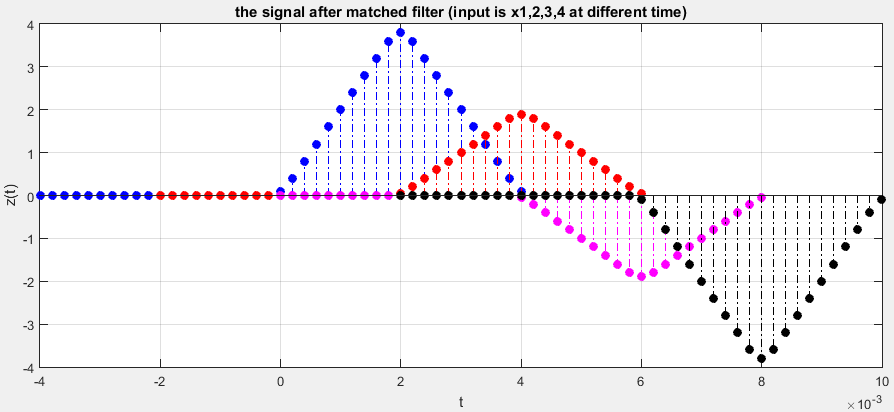 the signal after matched filter (input is x1,2,3,4 at different time)
4
3
2
1
0
-1
-2
-3
-4
z(t)
-4 -2 0 2 4 6 8 10
t
×10⁻³